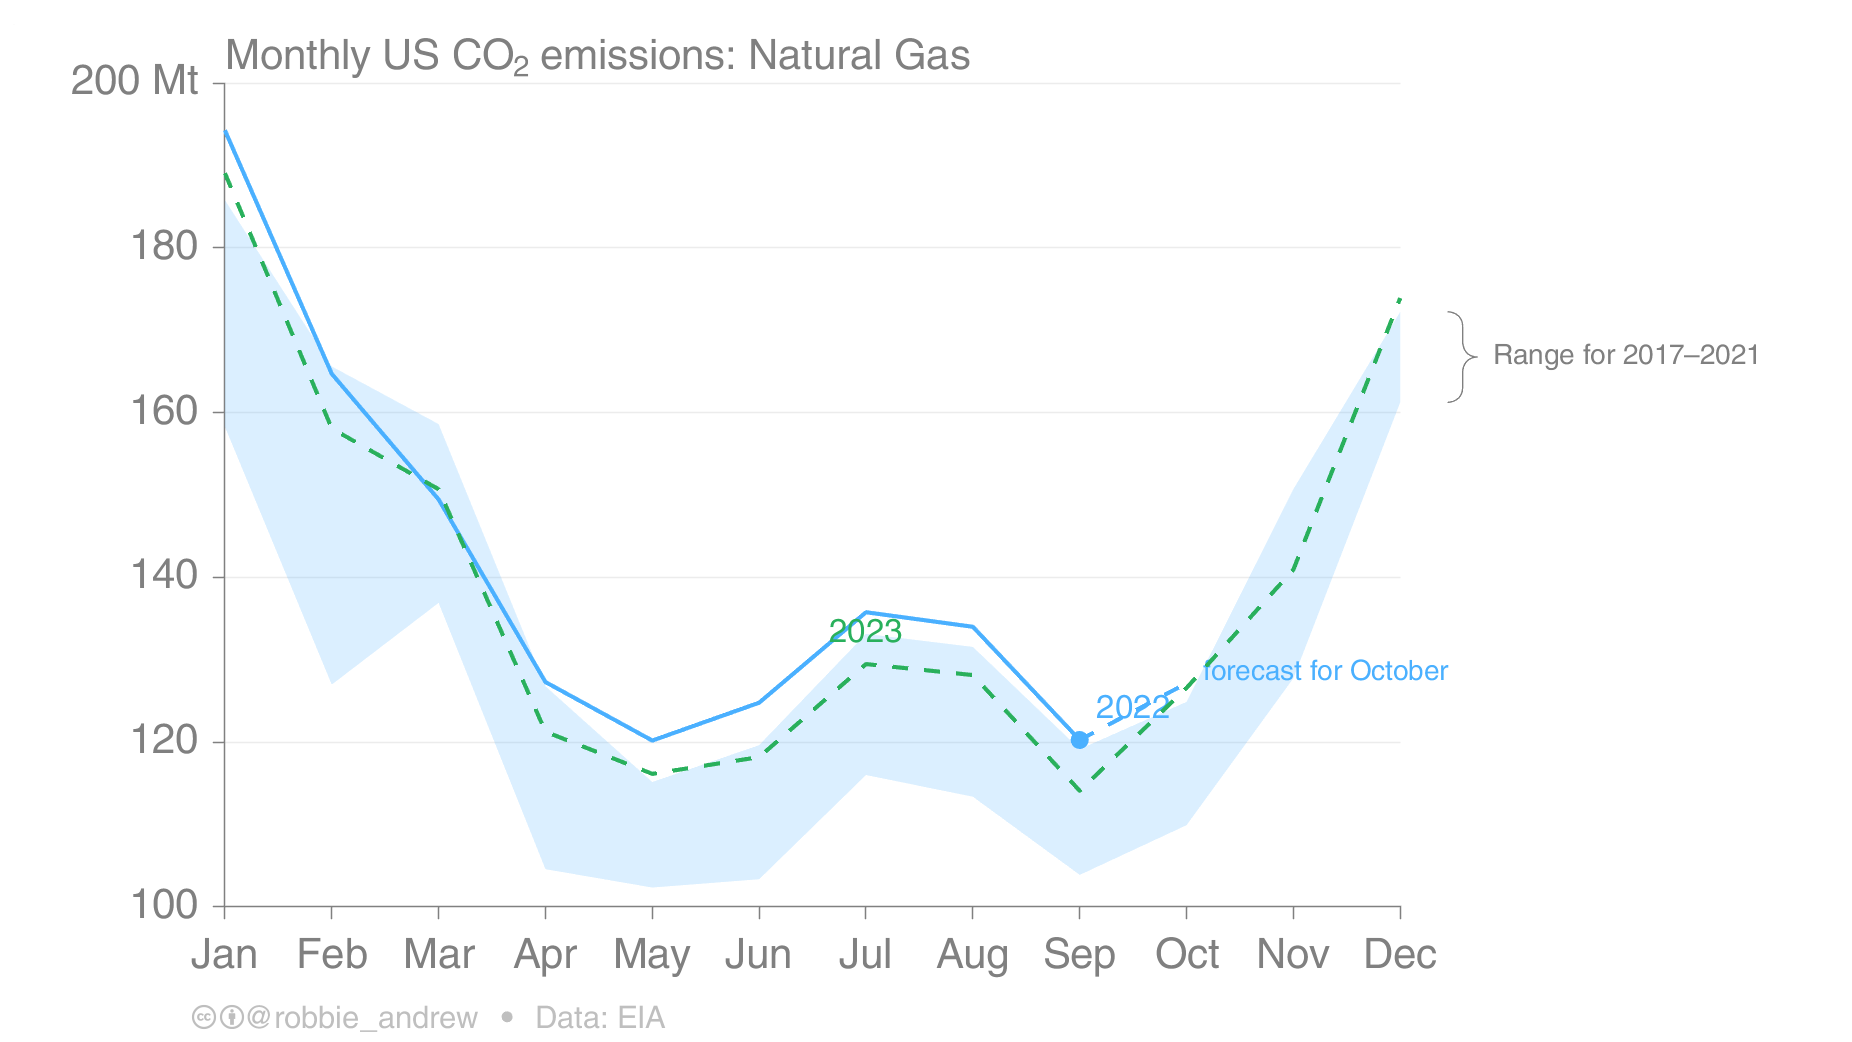 Monthly US CO₂ emissions: Natural Gas
200 Mt
180
160
140
120
100
Range for 2017–2021
2023
forecast for October
2022
Jan Feb Mar Apr May Jun Jul Aug Sep Oct Nov Dec
cc @robbie_andrew • Data: EIA